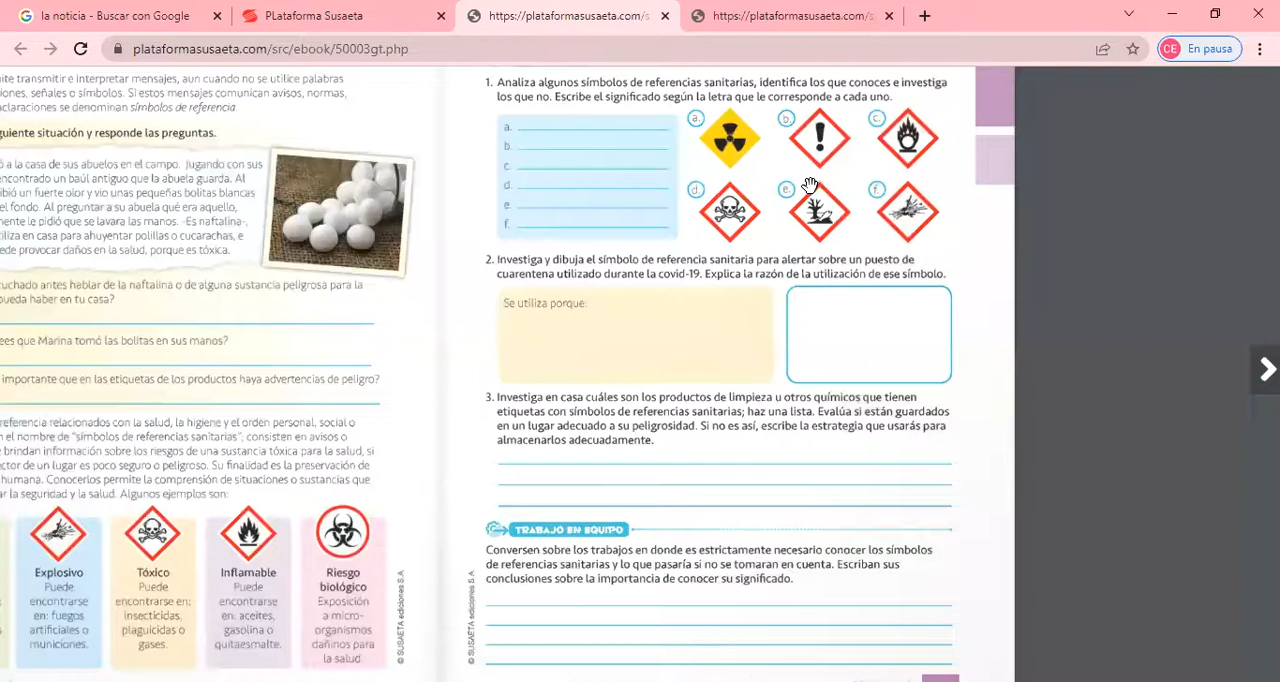 la noticia - Buscar con Google
PLataforma Susaeta
https://plataformasusaeta.com/s
https://plataformasusaeta.com/s
plataformasusaeta.com/src/ebook/50003gt.php
CE En pausa
transmitir e interpretar mensajes, aun cuando no se utilice palabras
señales o símbolos. Si estos mensajes comunican avisos, normas,
se denominan símbolos de referencia
situación y responde las preguntas.
a la casa de sus abuelos en el campo. Jugando con sus
encontrado un baúl antiguo que la abuela guarda. Al
un fuerte olor y vio unas pequeñas bolitas blancas
el fondo. Al preguntar a su abuela qué era aquello,
le pidió que se lavara las manos. «Es naftalina»,
en casa para ahuyentar polillas o cucarachas, e
provocar daños en la salud, porque es tóxica.
antes hablar de la naftalina o de alguna sustancia peligrosa para la
haber en tu casa?
que Marina tomó las bolitas en sus manos?
importante que en las etiquetas de los productos haya advertencias de peligro?
relacionados con la salud, la higiene y el orden personal, social o
el nombre de "símbolos de referencias sanitarias", consisten en avisos o
brindan información sobre los riesgos de una sustancia tóxica para la salud, si
de un lugar es poco seguro o peligroso. Su finalidad es la preservación de
humana. Conocerlos permite la comprensión de situaciones o sustancias que
la seguridad y la salud. Algunos ejemplos son:
Explosivo
Puede
encontrarse
en: fuegos
artificiales o
municiones.
Tóxico
Puede
encontrarse en:
insecticidas,
plaguicidas o
gases.
Inflamable
Puede
encontrarse
en: aceites,
gasolina o
quitaesmalte.
Riesgo
biológico
Exposición
a micro-
organismos
dañinos para
la salud
© SUSAETA ediciones S.A.
1. Analiza algunos símbolos de referencias sanitarias, identifica los que conoces e investiga
los que no. Escribe el significado según la letra que le corresponde a cada uno.
a.
b.
c.
d.
e.
f.
a. b. c.
d. e. f.
2. Investiga y dibuja el símbolo de referencia sanitaria para alertar sobre un puesto de
cuarentena utilizado durante la covid-19. Explica la razón de la utilización de ese símbolo.
Se utiliza porque:
3. Investiga en casa cuáles son los productos de limpieza u otros químicos que tienen
etiquetas con símbolos de referencias sanitarias; haz una lista. Evalúa si están guardados
en un lugar adecuado a su peligrosidad. Si no es así, escribe la estrategia que usarás para
almacenarlos adecuadamente.
TRABAJO EN EQUIPO
Conversen sobre los trabajos en donde es estrictamente necesario conocer los símbolos
de referencias sanitarias y lo que pasaría si no se tomaran en cuenta. Escriban sus
conclusiones sobre la importancia de conocer su significado.
© SUSAETA ediciones S.A.